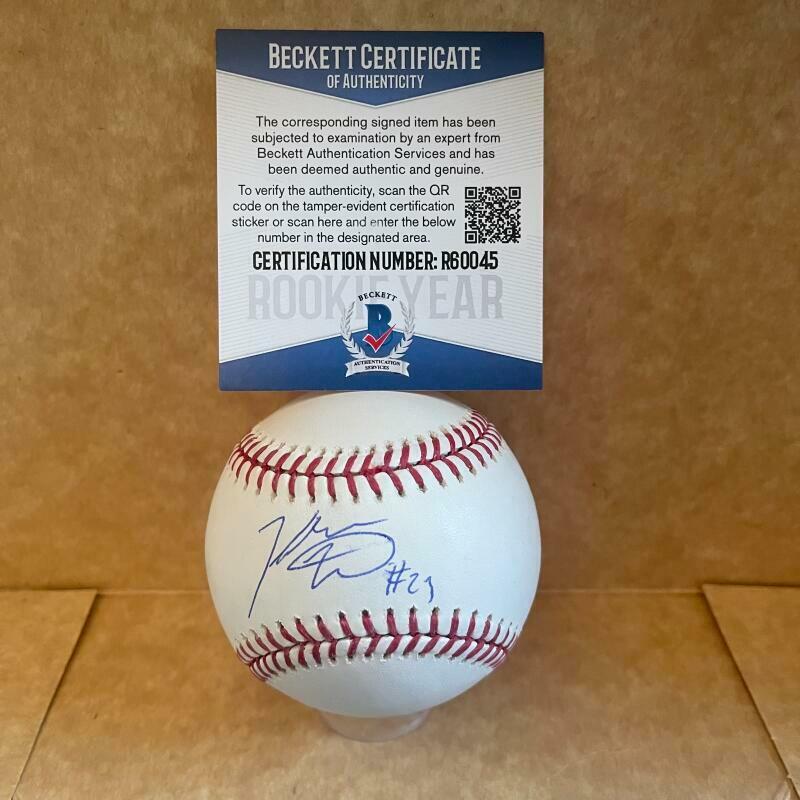 BECKETT CERTIFICATE
OF AUTHENTICITY
The corresponding signed item has been
subjected to examination by an expert from
Beckett Authentication Services and has
been deemed authentic and genuine.
To verify the authenticity, scan the QR
code on the tamper-evident certification
sticker or scan here and enter the below
number in the designated area.
CERTIFICATION NUMBER: R60045
ROOKIE YEAR
BECKETT
B
AUTHENTICATION
SERVICES
#23